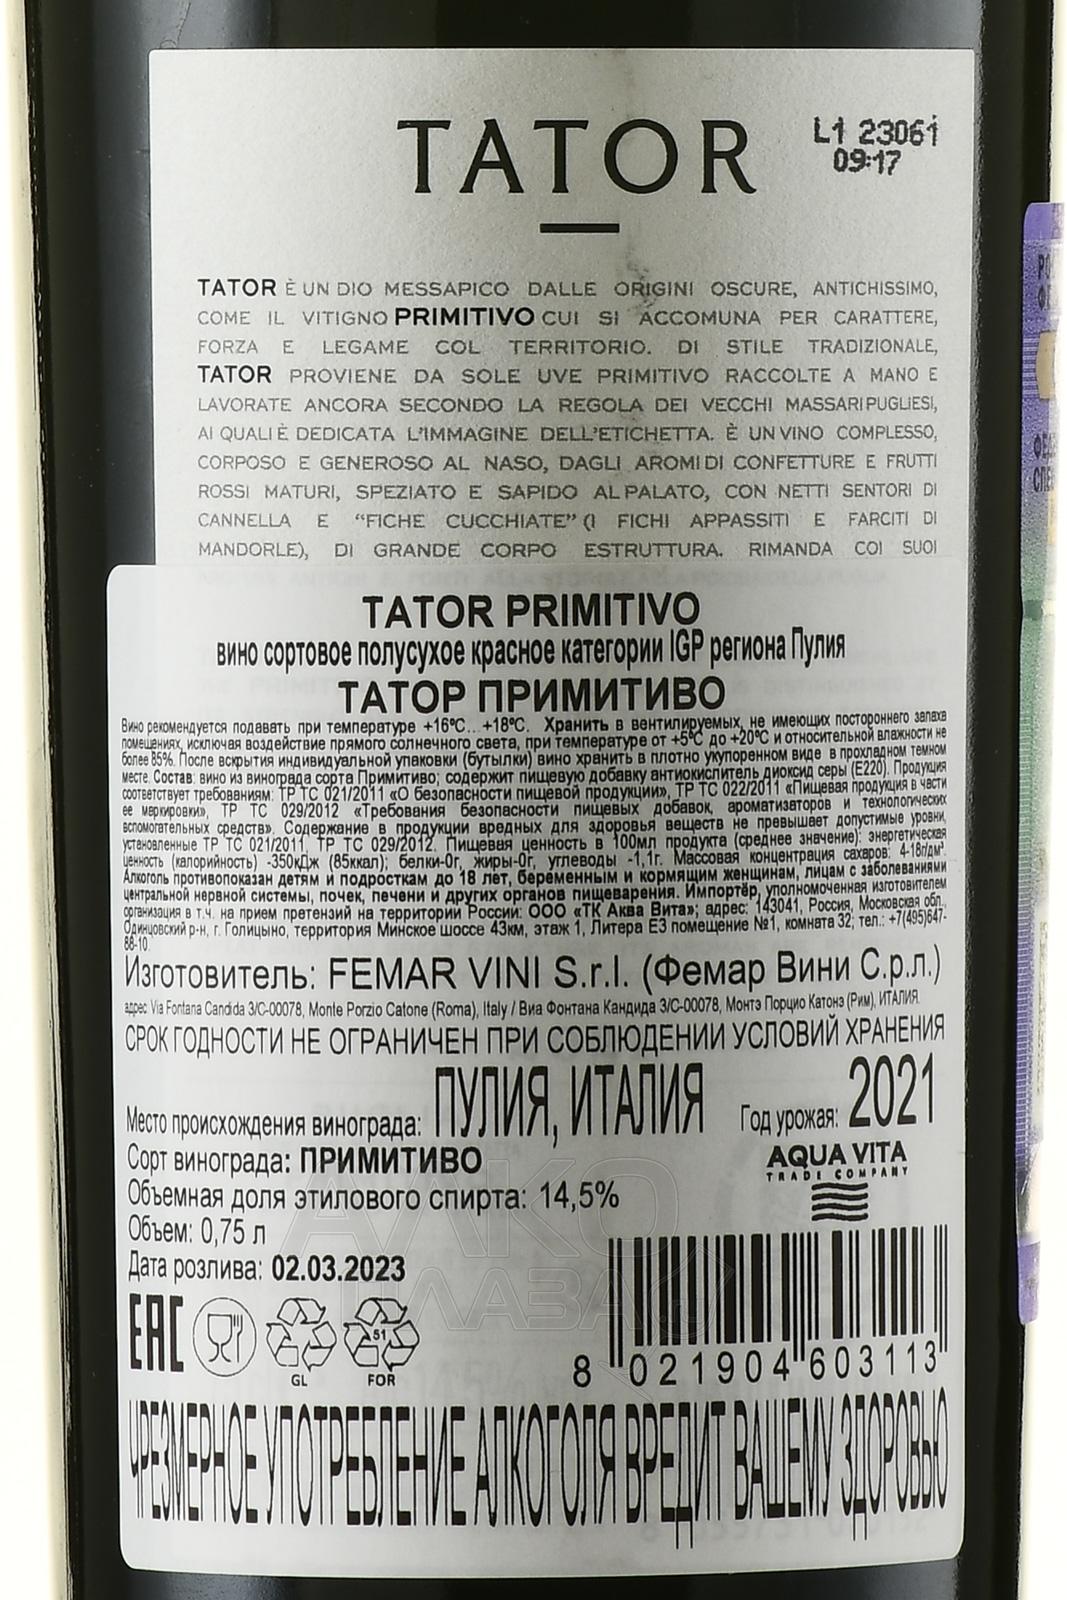 TATOR
L1 23061
09:17
TATOR È UN DIO MESSAPICO DALLE ORIGINI OSCURE, ANTICHISSIMO,
COME IL VITIGNO PRIMITIVO CUI SI ACCOMUNA PER CARATTERE,
FORZA E LEGAME COL TERRITORIO. DI STILE TRADIZIONALE,
TATOR PROVIENE DA SOLE UVE PRIMITIVO RACCOLTE A MANO E
LAVORATE ANCORA SECONDO LA REGOLA DEI VECCHI MASSARI PUGLIESI,
AI QUALI È DEDICATA L'IMMAGINE DELL'ETICHETTA. È UN VINO COMPLESSO,
CORPOSO E GENEROSO AL NASO, DAGLI AROMI DI CONFETTURE E FRUTTI
ROSSI MATURI, SPEZIATO E SAPIDO AL PALATO, CON NETTI SENTORI DI
CANNELLA E “FICHE CUCCHIATE” (I FICHI APPASSITI E FARCITI DI
MANDORLE), DI GRANDE CORPO E STRUTTURA. RIMANDA COI SUOI
TATOR PRIMITIVO
вино сортовое полусухое красное категории IGP региона Пулия
ТАТОР ПРИМИТИВО
Вино рекомендуется подавать при температуре +16°С... +18°С. Хранить в вентилируемых, не имеющих постороннего запаха
помещениях, исключая воздействие прямого солнечного света, при температуре от +5°С до +20°С и относительной влажности не
более 85%. После вскрытия индивидуальной упаковки (бутылки) вино хранить в плотно укупоренном виде в прохладном темном
месте. Состав: вино из винограда сорта Примитиво; содержит пищевую добавку антиокислитель диоксид серы (Е220). Продукция
соответствует требованиям: ТР ТС 021/2011 «О безопасности пищевой продукции», ТР ТС 022/2011 «Пищевая продукция в части
ее маркировки», ТР ТС 029/2012 «Требования безопасности пищевых добавок, ароматизаторов и технологических
вспомогательных средств». Содержание в продукции вредных для здоровья веществ не превышает допустимые уровни,
установленные ТР ТС 021/2011, ТР ТС 029/2012. Пищевая ценность в 100мл продукта (среднее значение): энергетическая
ценность (калорийность) -350кДж (85ккал); белки-0г, жиры-0г, углеводы -1,1г. Массовая концентрация сахаров: 4-18г/дм³.
Алкоголь противопоказан детям и подросткам до 18 лет, беременным и кормящим женщинам, лицам с заболеваниями
центральной нервной системы, почек, печени и других органов пищеварения. Импортёр, уполномоченная изготовителем
организация в т.ч. на прием претензий на территории России: ООО «ТК Аква Вита»; адрес: 143041, Россия, Московская обл.,
Одинцовский р-н, г. Голицыно, территория Минское шоссе 43км, этаж 1, Литера Е3 помещение №1, комната 32; тел.: +7(495)647-
88-10.
Изготовитель: FEMAR VINI S.r.l. (Фемар Вини С.р.л.)
адрес: Via Fontana Candida 3/C-00078, Monte Porzio Catone (Roma), Italy / Виа Фонтана Кандида 3/С-00078, Монтэ Порцио Катонэ (Рим), ИТАЛИЯ.
СРОК ГОДНОСТИ НЕ ОГРАНИЧЕН ПРИ СОБЛЮДЕНИИ УСЛОВИЙ ХРАНЕНИЯ
Место происхождения винограда: ПУЛИЯ, ИТАЛИЯ Год урожая: 2021
Сорт винограда: ПРИМИТИВО
AQUA VITA
TRADE COMPANY
Объемная доля этилового спирта: 14,5%
Объем: 0,75 л
Дата розлива: 02.03.2023
EAC
GL
51
FOR
8 021904 603113
ЧРЕЗМЕРНОЕ УПОТРЕБЛЕНИЕ АЛКОГОЛЯ ВРЕДИТ ВАШЕМУ ЗДОРОВЬЮ